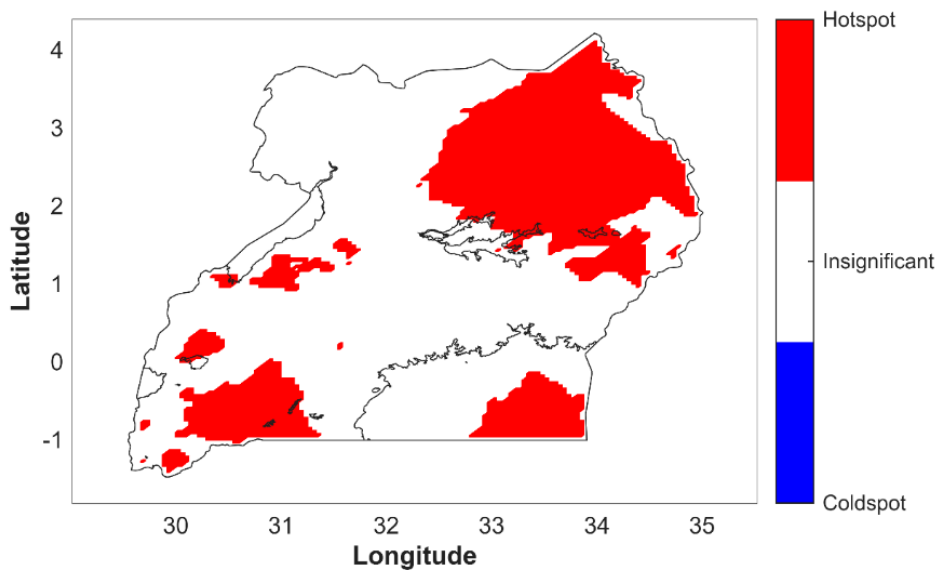 4
3
2
1
0
-1
Latitude
30 31 32 33 34 35
Longitude
Hotspot
Insignificant
Coldspot